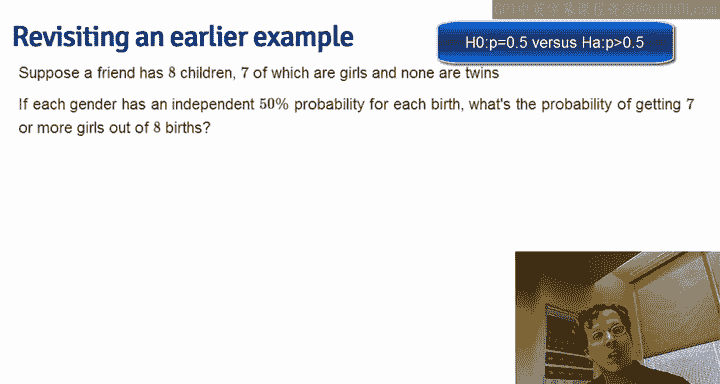 Revisiting an earlier example
H0:p=0.5 versus Ha:p>0.5
Suppose a friend has 8 children, 7 of which are girls and none are twins
If each gender has an independent 50% probability for each birth, what's the probability of getting 7
or more girls out of 8 births?